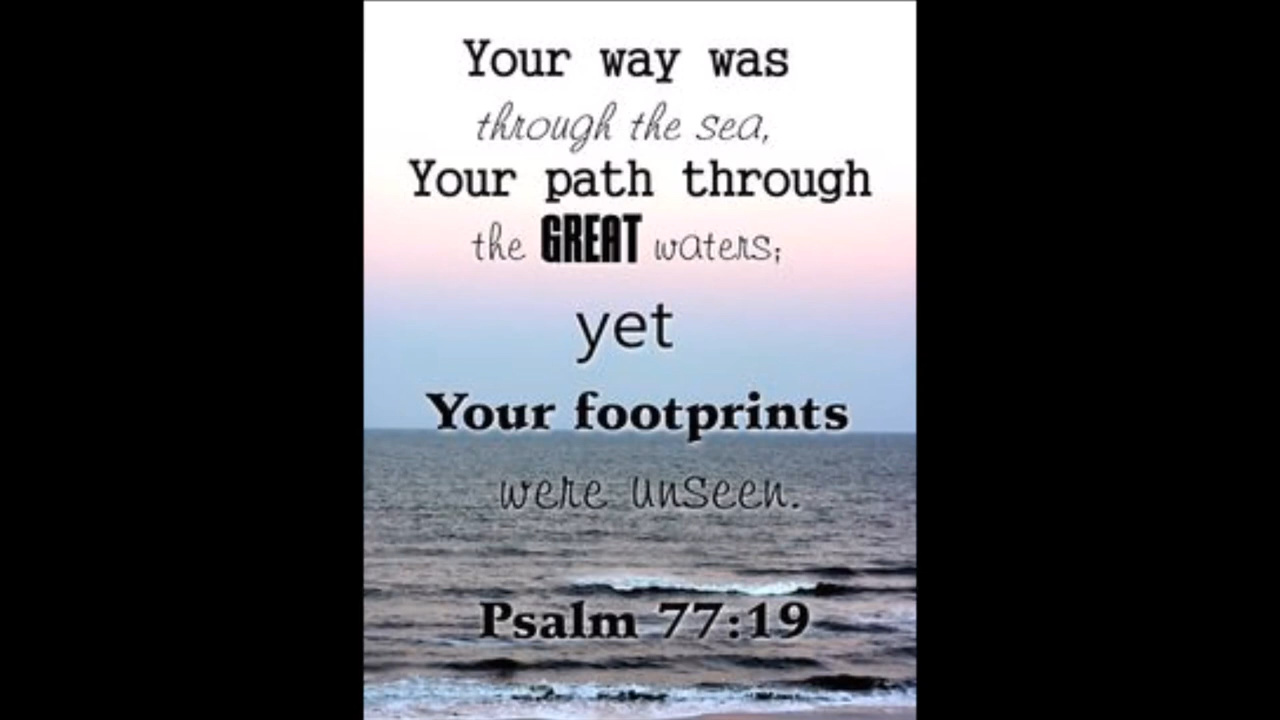 Your way was
through the sea,
Your path through
the GREAT waters;
yet
Your footprints
were unseen.
Psalm 77:19